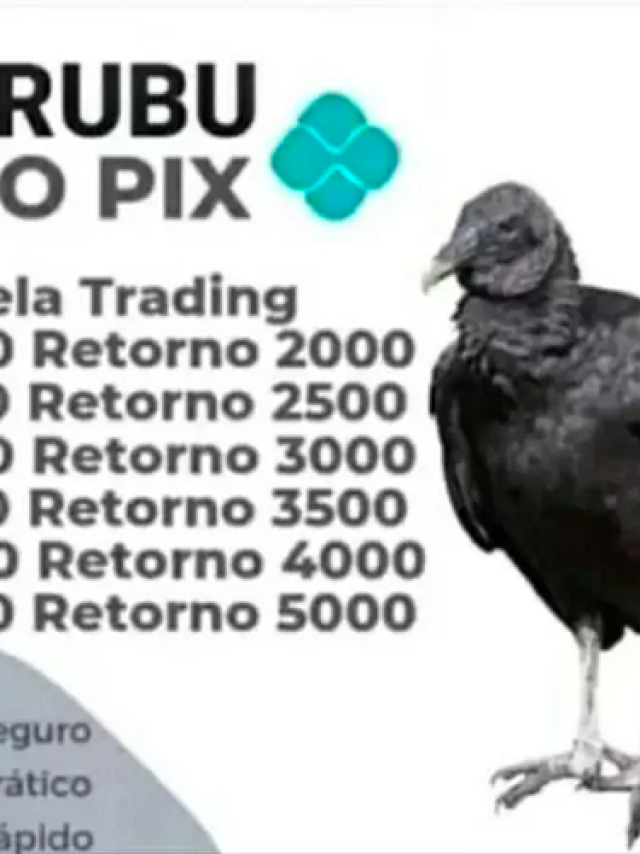 RUBU
O PIX
ela Trading
0 Retorno 2000
0 Retorno 2500
0 Retorno 3000
0 Retorno 3500
0 Retorno 4000
0 Retorno 5000
eguro
rático
ápido